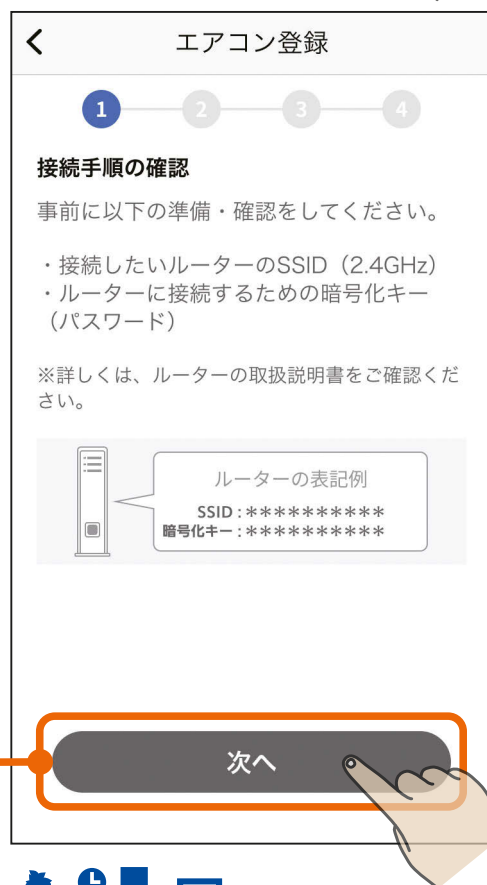 エアコン登録
1 2 3 4
接続手順の確認
事前に以下の準備・確認をしてください。
・接続したいルーターのSSID（2.4GHz）
・ルーターに接続するための暗号化キー
（パスワード）
※詳しくは、ルーターの取扱説明書をご確認くだ
さい。
ルーターの表記例
SSID : **********
暗号化キー : **********
次へ